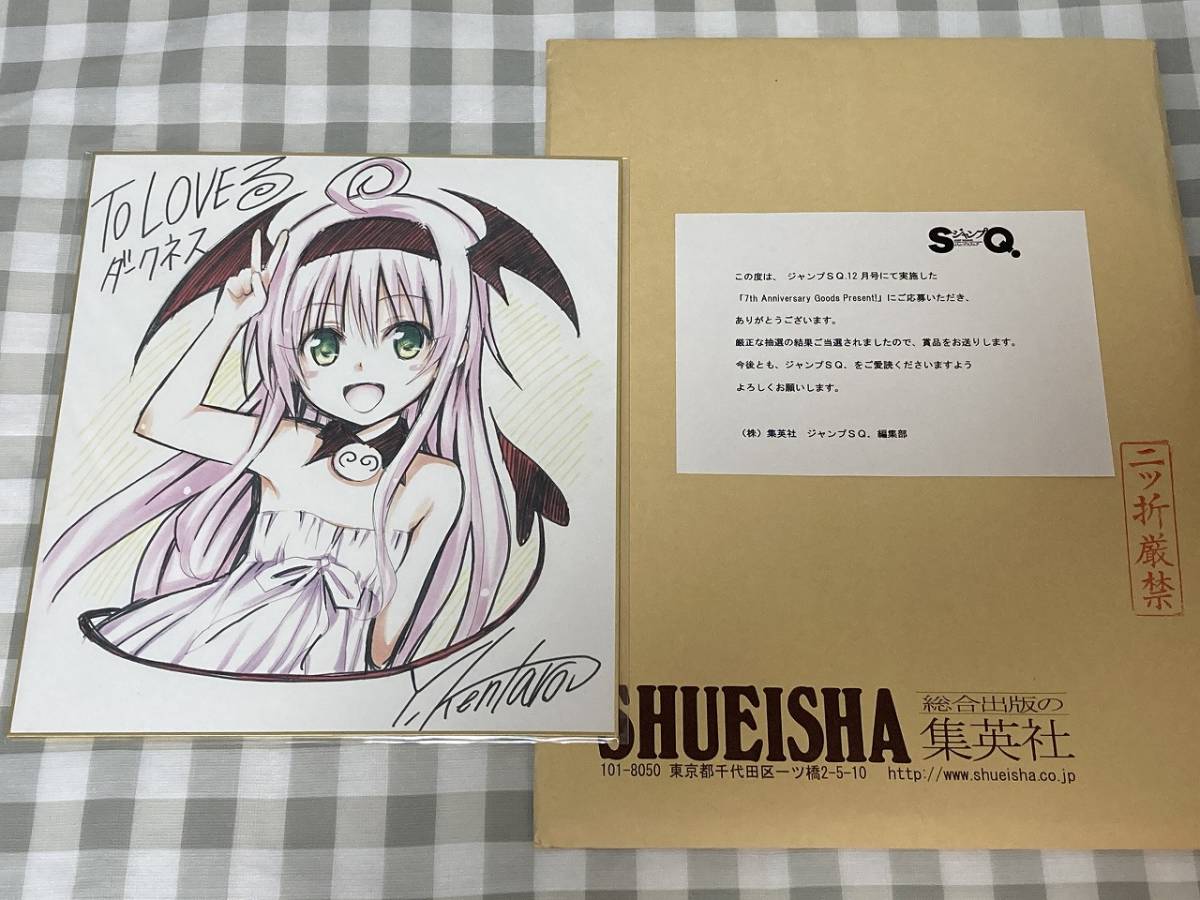 To LOVEる
ダークネス
Y. Kentarou
ジャンプ
SQ.
この度は、 ジャンプSQ.12月号にて実施した
「7th Anniversary Goods Present!」にご応募いただき、
ありがとうございます。
厳正な抽選の結果ご当選されましたので、賞品をお送りします。
今後とも、ジャンプSQ. をご愛読くださいますよう
よろしくお願いします。
（株）集英社 ジャンプSQ. 編集部
二ッ折厳禁
SHUEISHA
総合出版の
集英社
101-8050 東京都千代田区一ツ橋2-5-10 http://www.shueisha.co.jp